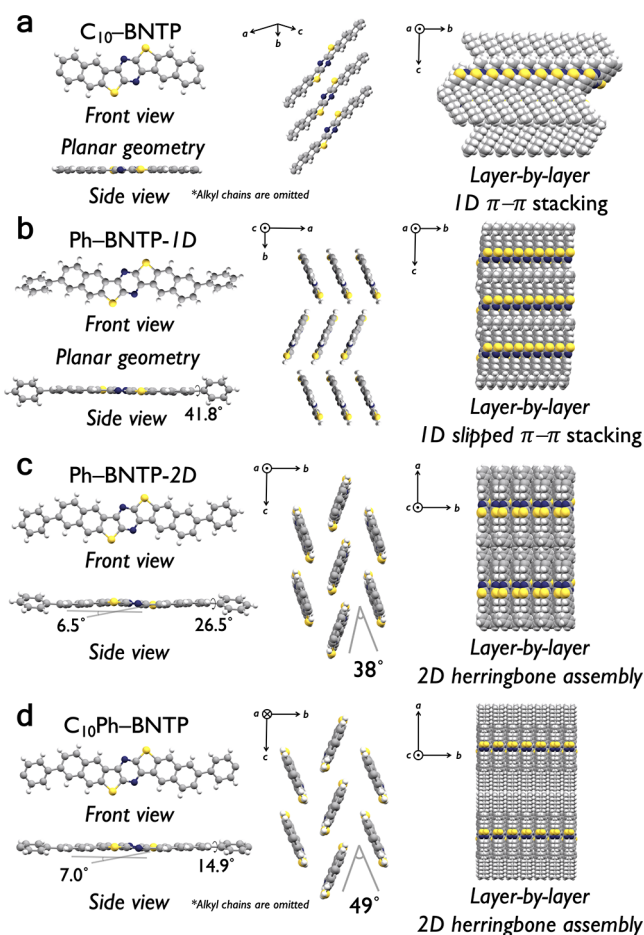 a
C₁₀–BNTP
Front view
Planar geometry
Side view
*Alkyl chains are omitted
a
b
c
a
b
c
Layer-by-layer
1D π–π stacking
b
Ph–BNTP-1D
Front view
Planar geometry
Side view
41.8°
c
a
b
a
b
c
Layer-by-layer
1D slipped π–π stacking
c
Ph–BNTP-2D
Front view
6.5°
26.5°
Side view
a
b
c
38°
a
c
b
Layer-by-layer
2D herringbone assembly
d
C₁₀Ph–BNTP
Front view
7.0°
14.9°
Side view
*Alkyl chains are omitted
a
b
c
49°
a
c
b
Layer-by-layer
2D herringbone assembly